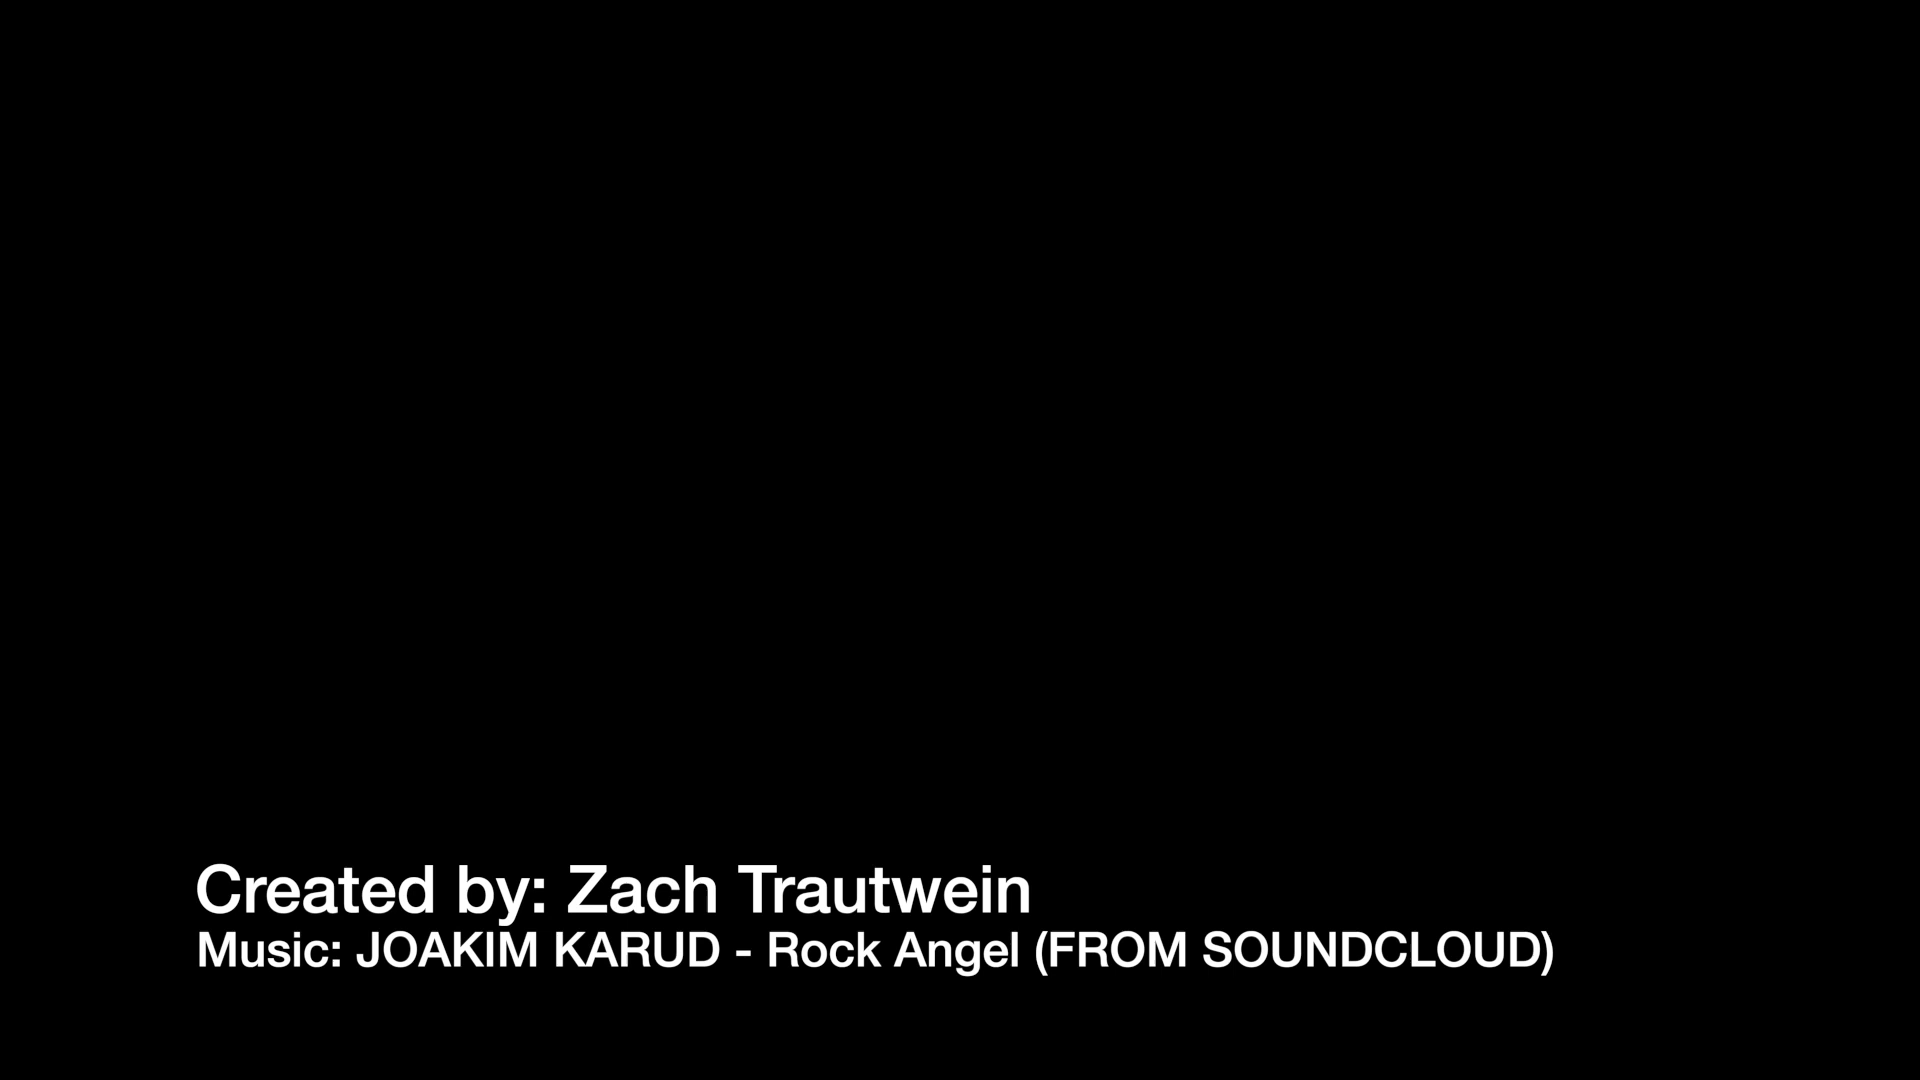 Created by: Zach Trautwein
Music: JOAKIM KARUD - Rock Angel (FROM SOUNDCLOUD)